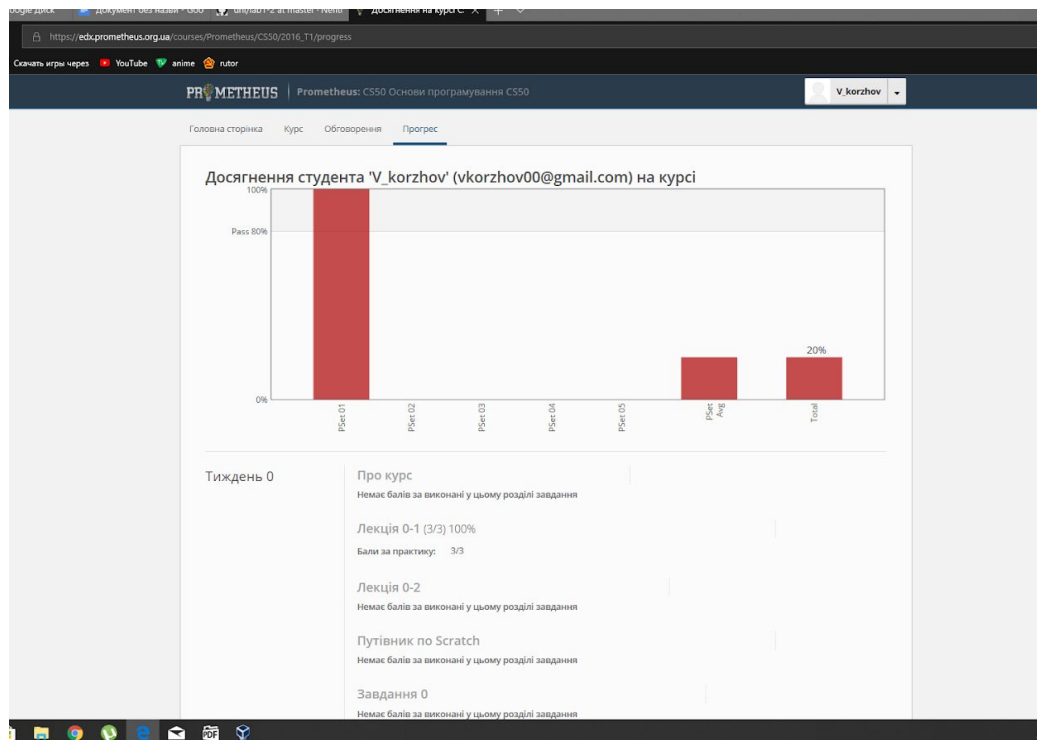 Документ без назви - Goo
https://edx.prometheus.org.ua/courses/Prometheus/CS50/2016_T1/progress
Скачать игры через YouTube anime rutor
PROMETHEUS Prometheus: CS50 Основи програмування CS50 V_korzhov
Головна сторінка Курс Обговорення Прогрес
Досягнення студента 'V_korzhov' (vkorzhov00@gmail.com) на курсі
100%
Pass 80%
20%
0%
PSet 01 PSet 02 PSet 03 PSet 04 PSet 05 PSet Avg Total
Тиждень 0
Про курс
Немає балів за виконані у цьому розділі завдання
Лекція 0-1 (3/3) 100%
Бали за практику: 3/3
Лекція 0-2
Немає балів за виконані у цьому розділі завдання
Путівник по Scratch
Немає балів за виконані у цьому розділі завдання
Завдання 0
Немає балів за виконані у цьому розділі завдання
PDF